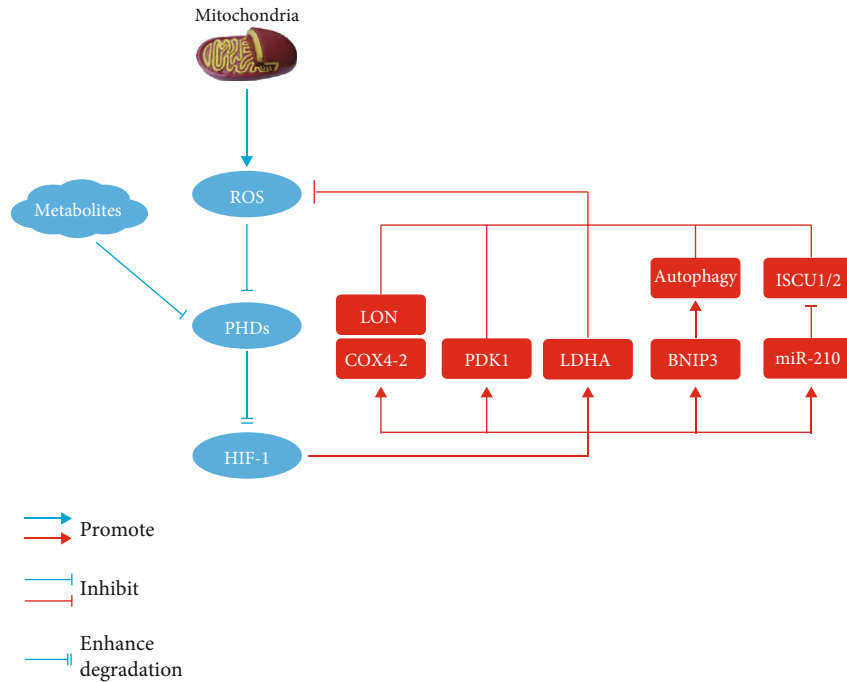 Mitochondria
ROS
Metabolites
Autophagy
ISCU1/2
LON
PHDs
COX4-2
PDK1
LDHA
BNIP3
miR-210
HIF-1
Promote
Inhibit
Enhance
degradation